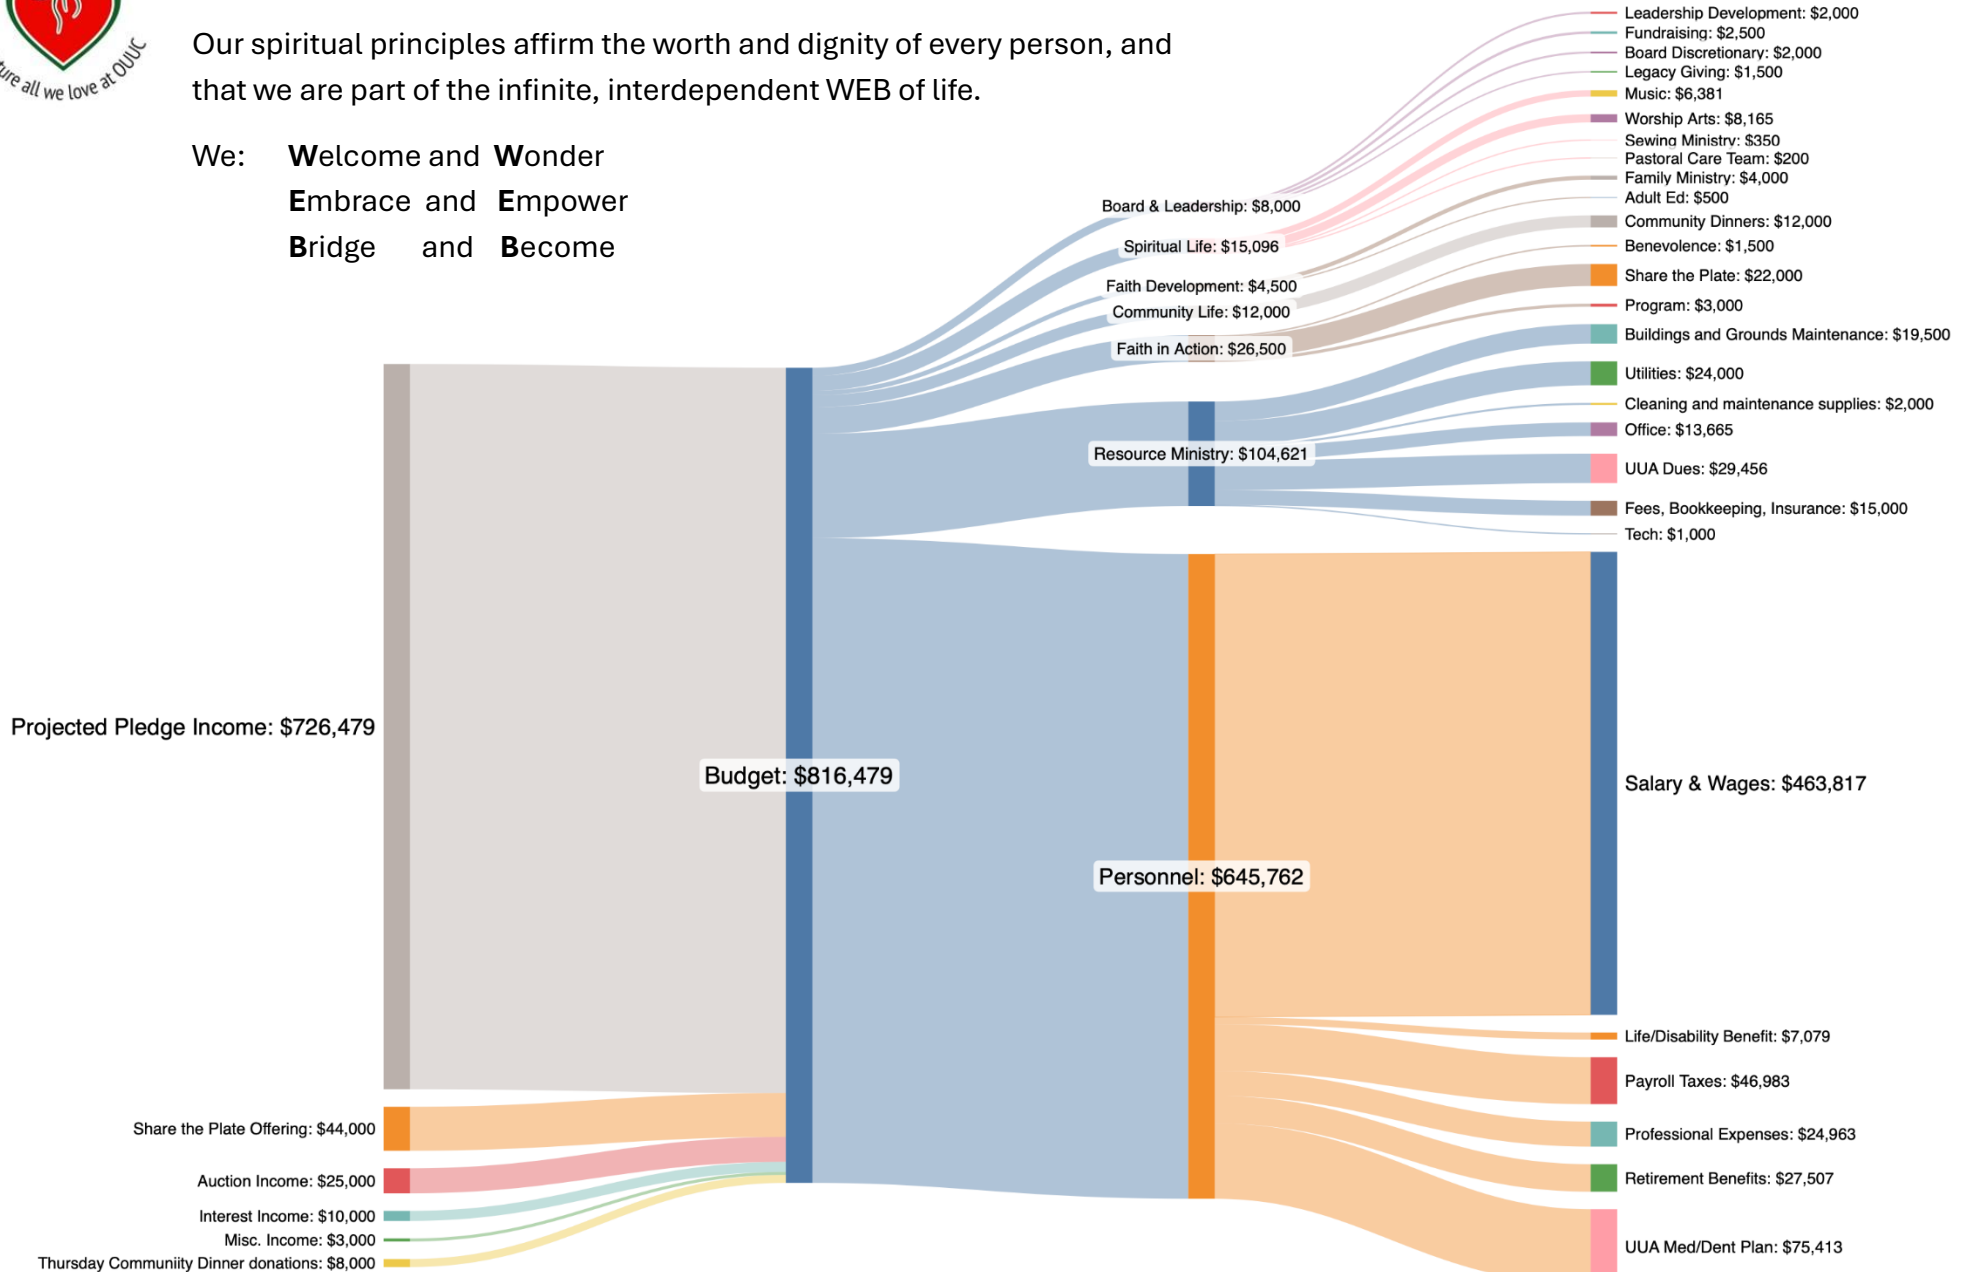 ture all we love at OUUC
Our spiritual principles affirm the worth and dignity of every person, and
that we are part of the infinite, interdependent WEB of life.
We: Welcome and Wonder
Embrace and Empower
Bridge and Become
Projected Pledge Income: $726,479
Share the Plate Offering: $44,000
Auction Income: $25,000
Interest Income: $10,000
Misc. Income: $3,000
Thursday Communiity Dinner donations: $8,000
Budget: $816,479
Board & Leadership: $8,000
Spiritual Life: $15,096
Faith Development: $4,500
Community Life: $12,000
Faith in Action: $26,500
Resource Ministry: $104,621
Personnel: $645,762
Leadership Development: $2,000
Fundraising: $2,500
Board Discretionary: $2,000
Legacy Giving: $1,500
Music: $6,381
Worship Arts: $8,165
Sewing Ministry: $350
Pastoral Care Team: $200
Family Ministry: $4,000
Adult Ed: $500
Community Dinners: $12,000
Benevolence: $1,500
Share the Plate: $22,000
Program: $3,000
Buildings and Grounds Maintenance: $19,500
Utilities: $24,000
Cleaning and maintenance supplies: $2,000
Office: $13,665
UUA Dues: $29,456
Fees, Bookkeeping, Insurance: $15,000
Tech: $1,000
Salary & Wages: $463,817
Life/Disability Benefit: $7,079
Payroll Taxes: $46,983
Professional Expenses: $24,963
Retirement Benefits: $27,507
UUA Med/Dent Plan: $75,413